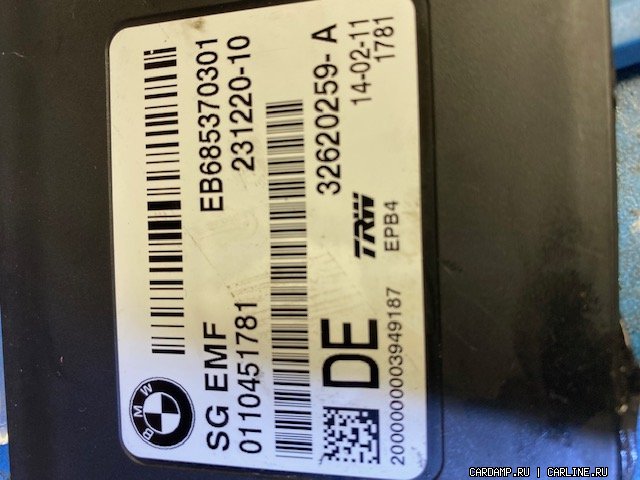 BMW
SG EMF EB685370301
0110451781 231220-10
32620259- A
DE TRW 14-02-11
EPB4 1781
2000000003949187
CARDAMP.RU | CARLINE.RU